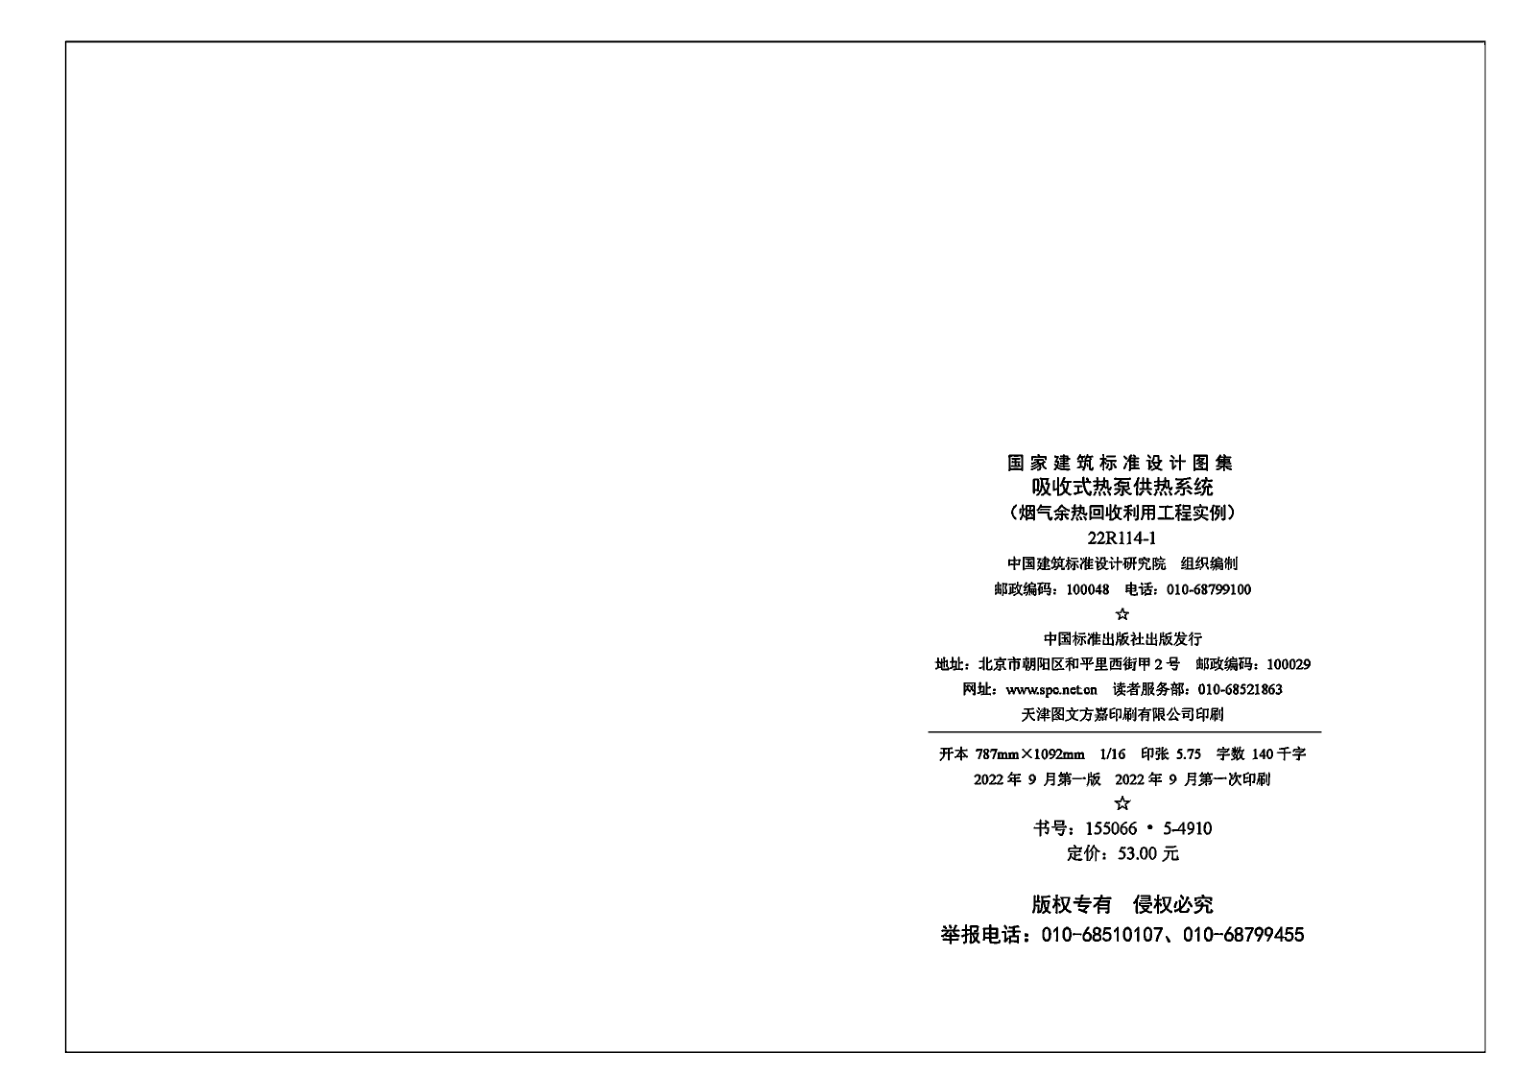 国家建筑标准设计图集
吸收式热泵供热系统
（烟气余热回收利用工程实例）
22R114-1
中国建筑标准设计研究院　组织编制
邮政编码：100048　电话：010-68799100
☆
中国标准出版社出版发行
地址：北京市朝阳区和平里西街甲 2 号　邮政编码：100029
网址：www.spc.net.cn　读者服务部：010-68521863
天津图文方嘉印刷有限公司印刷
开本 787mm×1092mm　1/16　印张 5.75　字数 140 千字
2022 年 9 月第一版　2022 年 9 月第一次印刷
☆
书号：155066 • 5-4910
定价：53.00 元
版权专有　侵权必究
举报电话：010-68510107、010-68799455